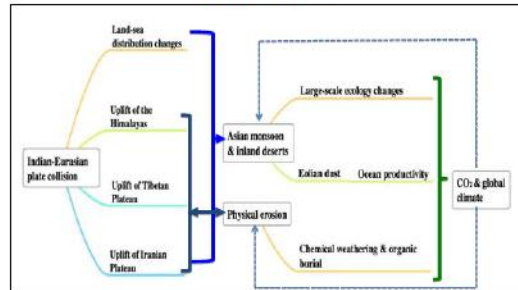 Land-sea
distribution changes
Uplift of the
Himalayas
Indian-Eurasian
plate collision
Uplift of Tibetan
Plateau
Uplift of Iranian
Plateau
Asian monsoon
& inland deserts
Physical erosion
Large-scale ecology changes
Eolian dust Ocean productivity
Chemical weathering & organic
burial
CO₂ & global
climate